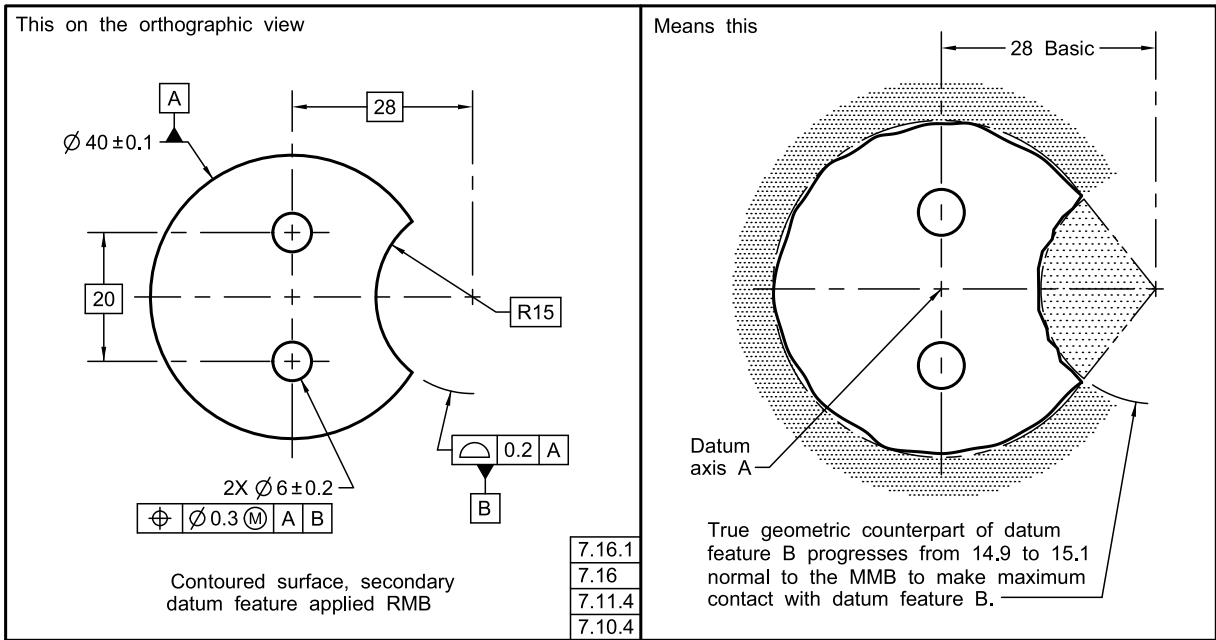 This on the orthographic view
A
28
⌀ 40 ±0.1
20
R15
⌓ 0.2 A
B
2X ⌀ 6 ±0.2
⌖ ⌀ 0.3 Ⓜ A B
Contoured surface, secondary
datum feature applied RMB
7.16.1
7.16
7.11.4
7.10.4
Means this
28 Basic
Datum
axis A
True geometric counterpart of datum
feature B progresses from 14.9 to 15.1
normal to the MMB to make maximum
contact with datum feature B.